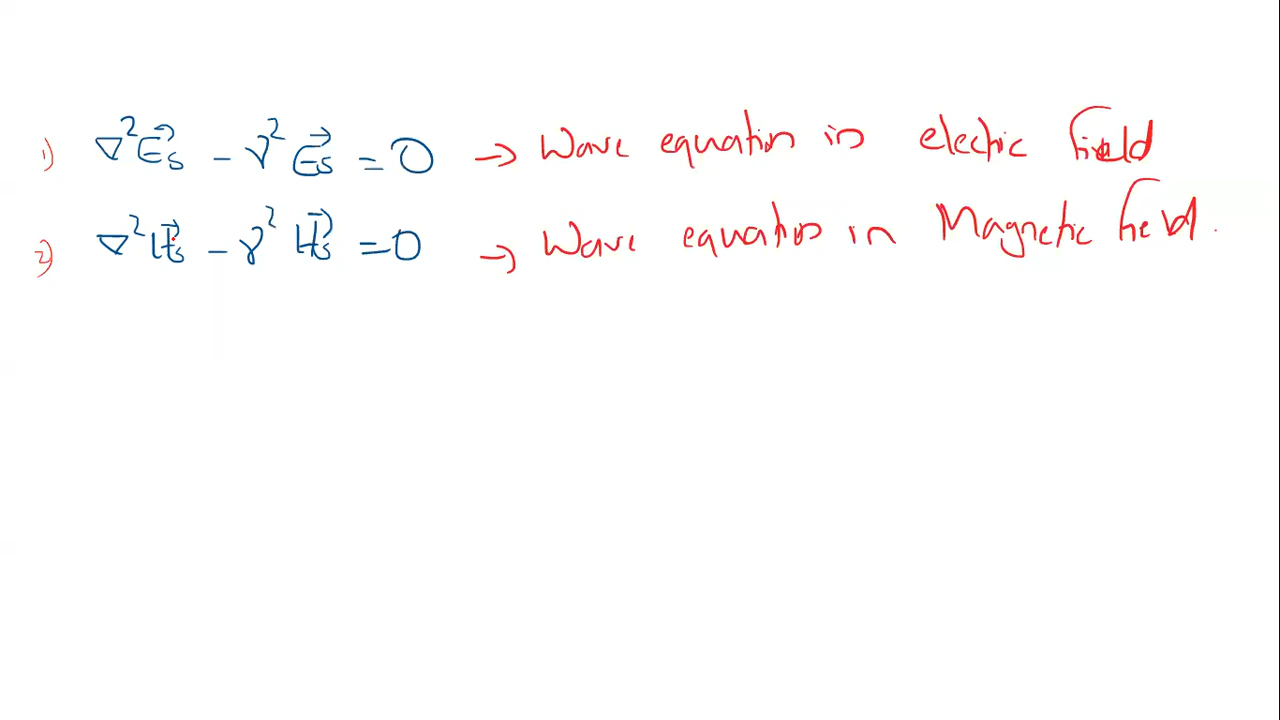 1) ∇²E⃗s - γ²E⃗s = 0 → Wave equation in electric field
2) ∇²H⃗s - γ²H⃗s = 0 → Wave equation in Magnetic field.